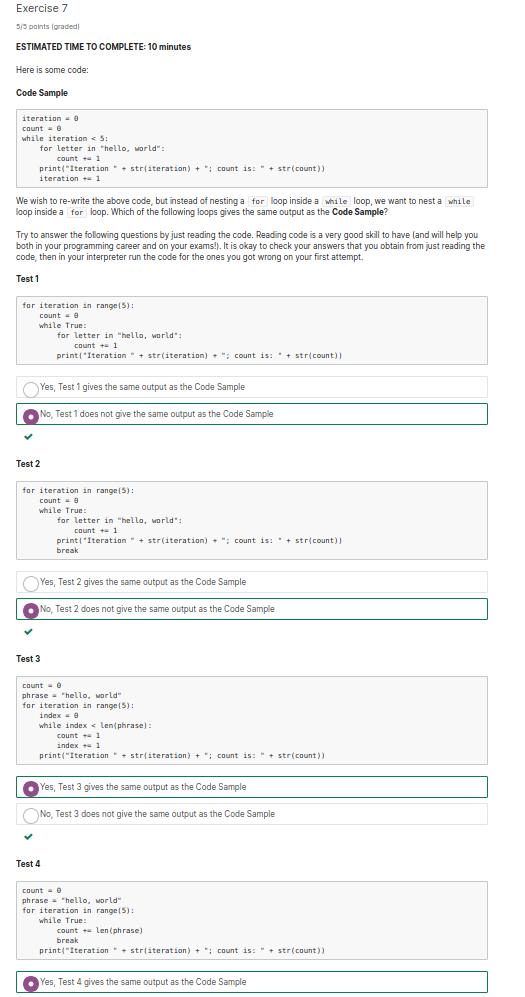 Exercise 7
5/5 points (graded)
ESTIMATED TIME TO COMPLETE: 10 minutes
Here is some code:
Code Sample
iteration = 0
count = 0
while iteration < 5:
    for letter in "hello, world":
        count += 1
    print("Iteration " + str(iteration) + "; count is: " + str(count))
    iteration += 1
We wish to re-write the above code, but instead of nesting a for loop inside a while loop, we want to nest a while
loop inside a for loop. Which of the following loops gives the same output as the Code Sample?
Try to answer the following questions by just reading the code. Reading code is a very good skill to have (and will help you
both in your programming career and on your exams!). It is okay to check your answers that you obtain from just reading the
code, then in your interpreter run the code for the ones you got wrong on your first attempt.
Test 1
for iteration in range(5):
    count = 0
    while True:
        for letter in "hello, world":
            count += 1
        print("Iteration " + str(iteration) + "; count is: " + str(count))
Yes, Test 1 gives the same output as the Code Sample
No, Test 1 does not give the same output as the Code Sample
Test 2
for iteration in range(5):
    count = 0
    while True:
        for letter in "hello, world":
            count += 1
        print("Iteration " + str(iteration) + "; count is: " + str(count))
        break
Yes, Test 2 gives the same output as the Code Sample
No, Test 2 does not give the same output as the Code Sample
Test 3
count = 0
phrase = "hello, world"
for iteration in range(5):
    index = 0
    while index < len(phrase):
        count += 1
        index += 1
    print("Iteration " + str(iteration) + "; count is: " + str(count))
Yes, Test 3 gives the same output as the Code Sample
No, Test 3 does not give the same output as the Code Sample
Test 4
count = 0
phrase = "hello, world"
for iteration in range(5):
    while True:
        count += len(phrase)
        break
    print("Iteration " + str(iteration) + "; count is: " + str(count))
Yes, Test 4 gives the same output as the Code Sample